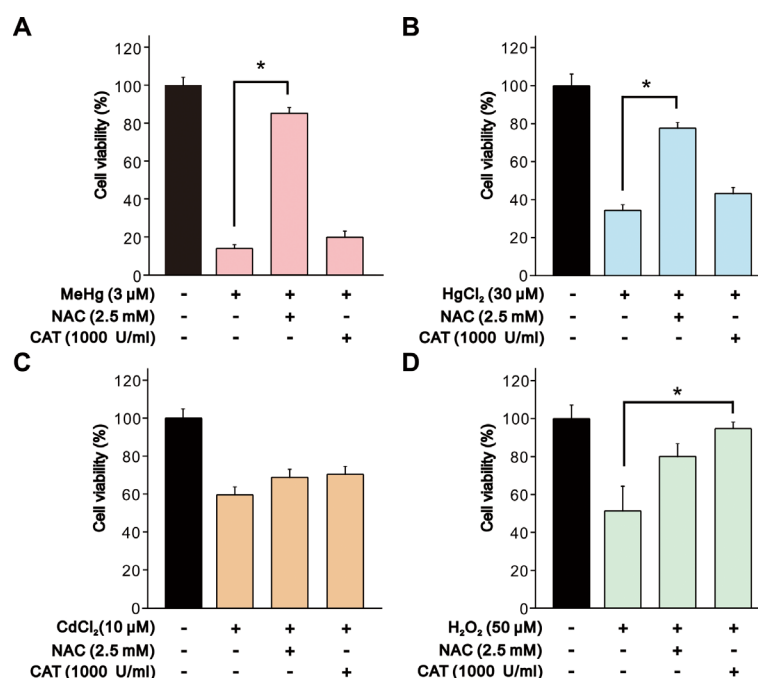 A
Cell viability (%)
120
100
80
60
40
20
0
*
MeHg (3 μM) - + + +
NAC (2.5 mM) - - + -
CAT (1000 U/ml) - - - +
B
Cell viability (%)
120
100
80
60
40
20
0
*
HgCl₂ (30 μM) - + + +
NAC (2.5 mM) - - + -
CAT (1000 U/ml) - - - +
C
Cell viability (%)
120
100
80
60
40
20
0
CdCl₂(10 μM) - + + +
NAC (2.5 mM) - - + -
CAT (1000 U/ml) - - - +
D
Cell viability (%)
120
100
80
60
40
20
0
*
H₂O₂ (50 μM) - + + +
NAC (2.5 mM) - - + -
CAT (1000 U/ml) - - - +